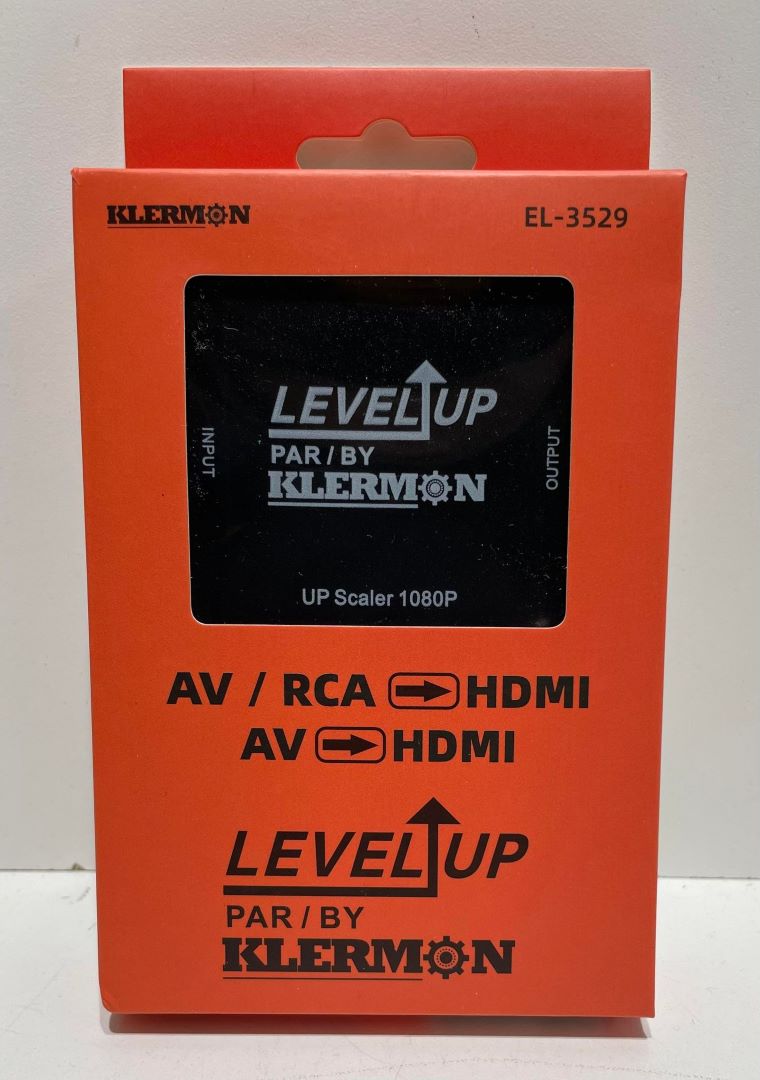 KLERMON
EL-3529
LEVEL UP
PAR / BY
KLERMON
INPUT
OUTPUT
UP Scaler 1080P
AV / RCA HDMI
AV HDMI
LEVEL UP
PAR / BY
KLERMON